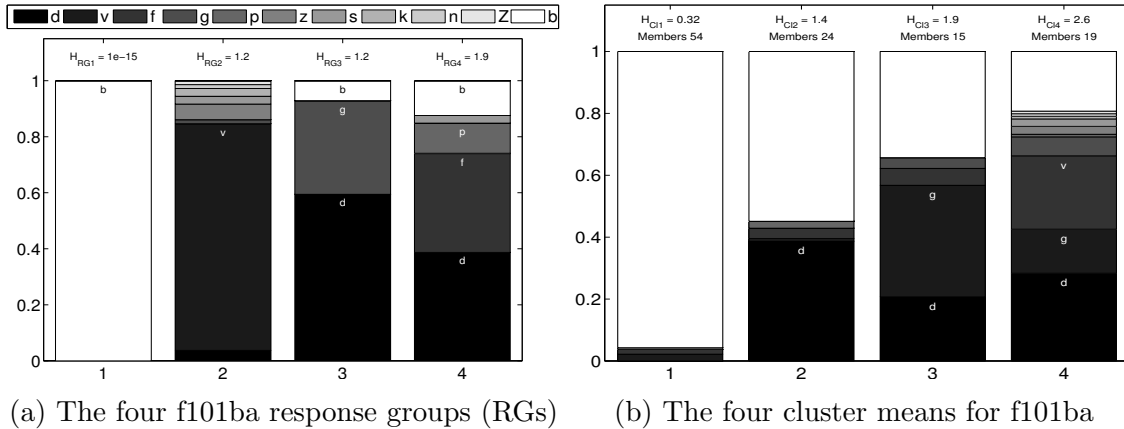 d v f g p z s k n Z b
H_RG1 = 1e−15
H_RG2 = 1.2
H_RG3 = 1.2
H_RG4 = 1.9
1
0.8
0.6
0.4
0.2
0
b
v
b
g
d
b
p
f
d
1 2 3 4
(a) The four f101ba response groups (RGs)
H_Cl1 = 0.32
Members 54
H_Cl2 = 1.4
Members 24
H_Cl3 = 1.9
Members 15
H_Cl4 = 2.6
Members 19
1
0.8
0.6
0.4
0.2
0
d
g
d
v
g
d
1 2 3 4
(b) The four cluster means for f101ba